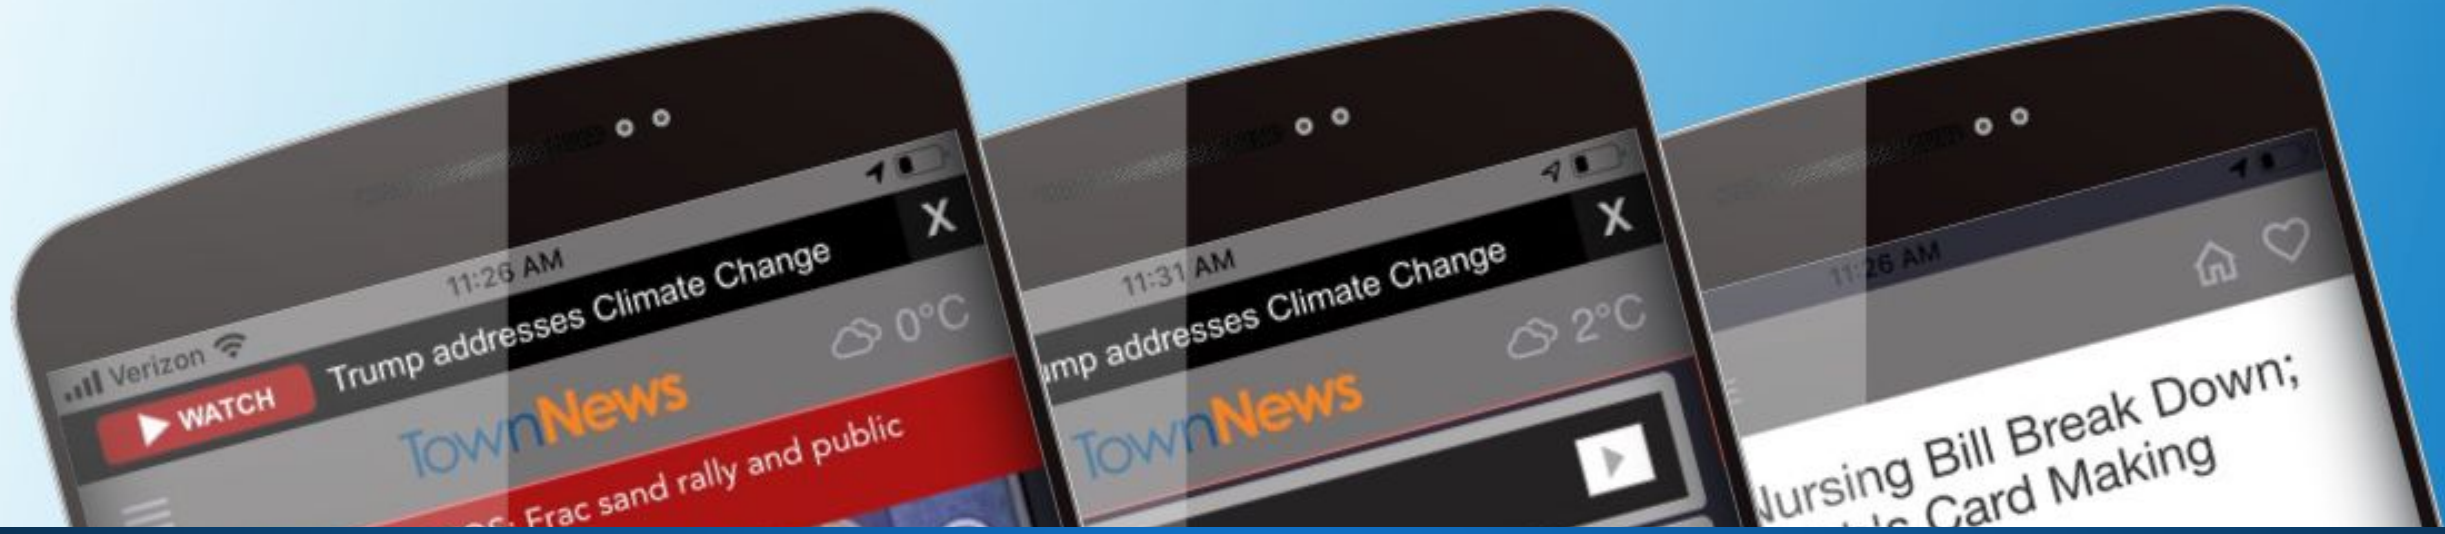 Verizon
11:26 AM
WATCH
Trump addresses Climate Change
X
TownNews
0°C
Frac sand rally and public
11:31 AM
addresses Climate Change
X
TownNews
2°C
11:26 AM
Nursing Bill Break Down;
Card Making